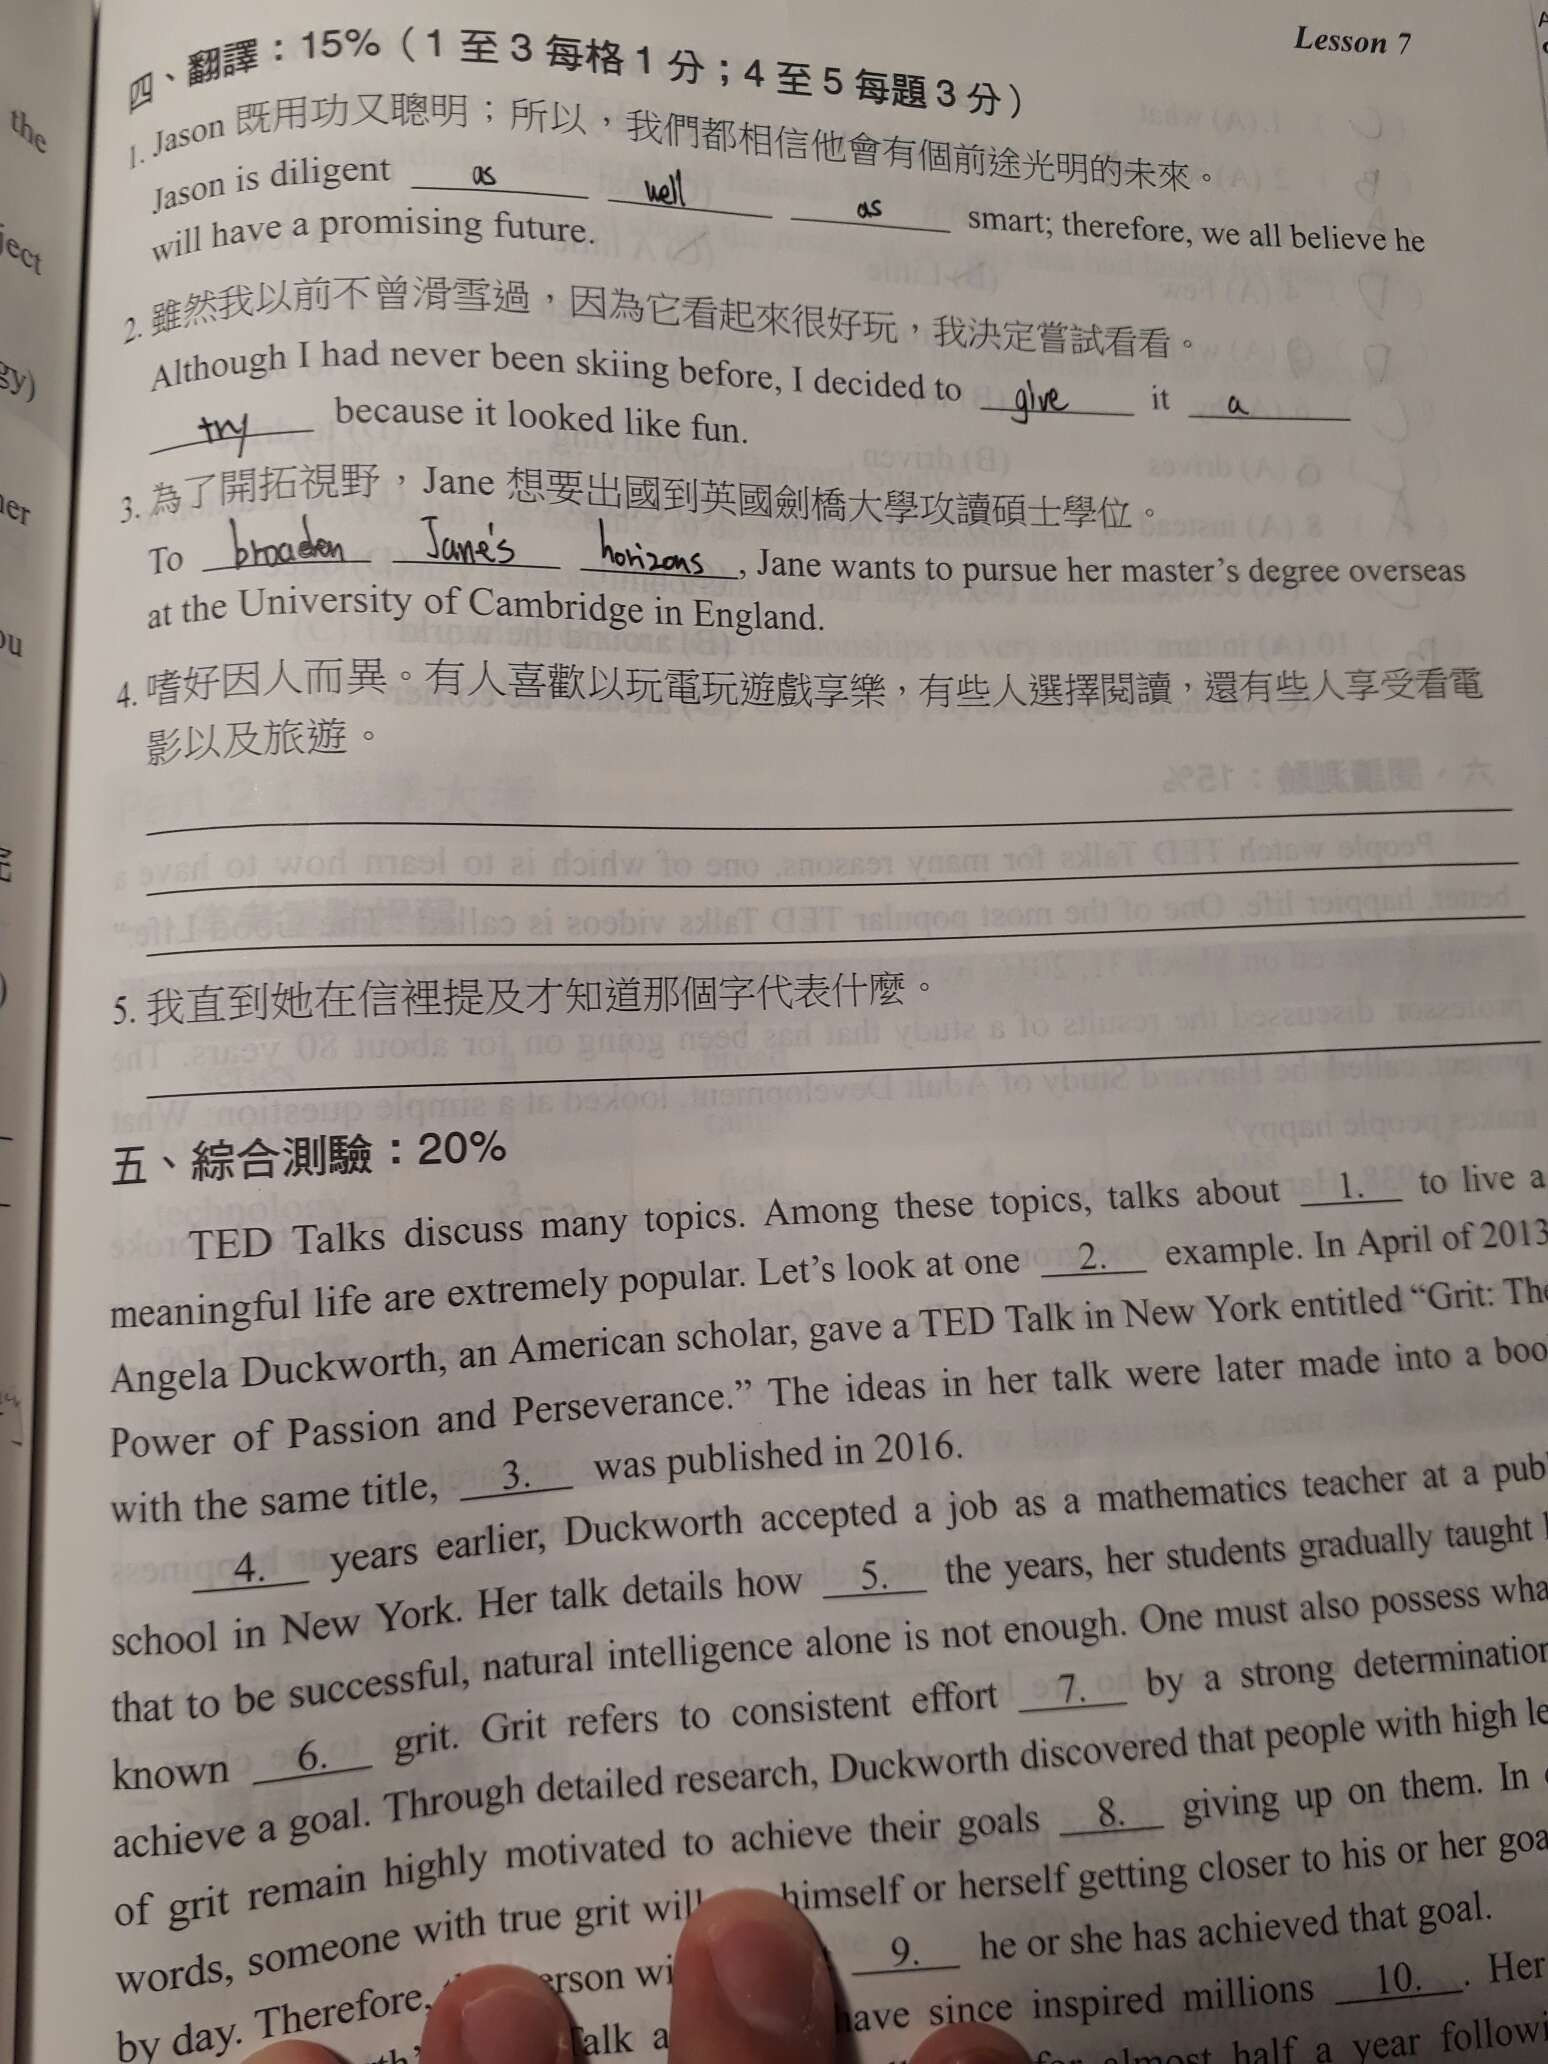 the
ject
gy)
her
ou
Lesson 7
四、翻譯：15%（1 至 3 每格 1 分；4 至 5 每題 3 分）
1. Jason 既用功又聰明；所以，我們都相信他會有個前途光明的未來。
Jason is diligent as well as smart; therefore, we all believe he
will have a promising future.
2. 雖然我以前不曾滑雪過，因為它看起來很好玩，我決定嘗試看看。
Although I had never been skiing before, I decided to give it a
try because it looked like fun.
3. 為了開拓視野，Jane 想要出國到英國劍橋大學攻讀碩士學位。
To broaden Jane's horizons, Jane wants to pursue her master's degree overseas
at the University of Cambridge in England.
4. 嗜好因人而異。有人喜歡以玩電玩遊戲享樂，有些人選擇閱讀，還有些人享受看電
影以及旅遊。
5. 我直到她在信裡提及才知道那個字代表什麼。
五、綜合測驗：20%
TED Talks discuss many topics. Among these topics, talks about 1. to live a
meaningful life are extremely popular. Let's look at one 2. example. In April of 2013
Angela Duckworth, an American scholar, gave a TED Talk in New York entitled “Grit: The
Power of Passion and Perseverance.” The ideas in her talk were later made into a boo
with the same title, 3. was published in 2016.
4. years earlier, Duckworth accepted a job as a mathematics teacher at a pub
school in New York. Her talk details how 5. the years, her students gradually taught
that to be successful, natural intelligence alone is not enough. One must also possess wha
known 6. grit. Grit refers to consistent effort 7. by a strong determination
achieve a goal. Through detailed research, Duckworth discovered that people with high le
of grit remain highly motivated to achieve their goals 8. giving up on them. In
words, someone with true grit will himself or herself getting closer to his or her goa
by day. Therefore, erson wi 9. he or she has achieved that goal.
Talk a have since inspired millions 10. . Her
for almost half a year followi